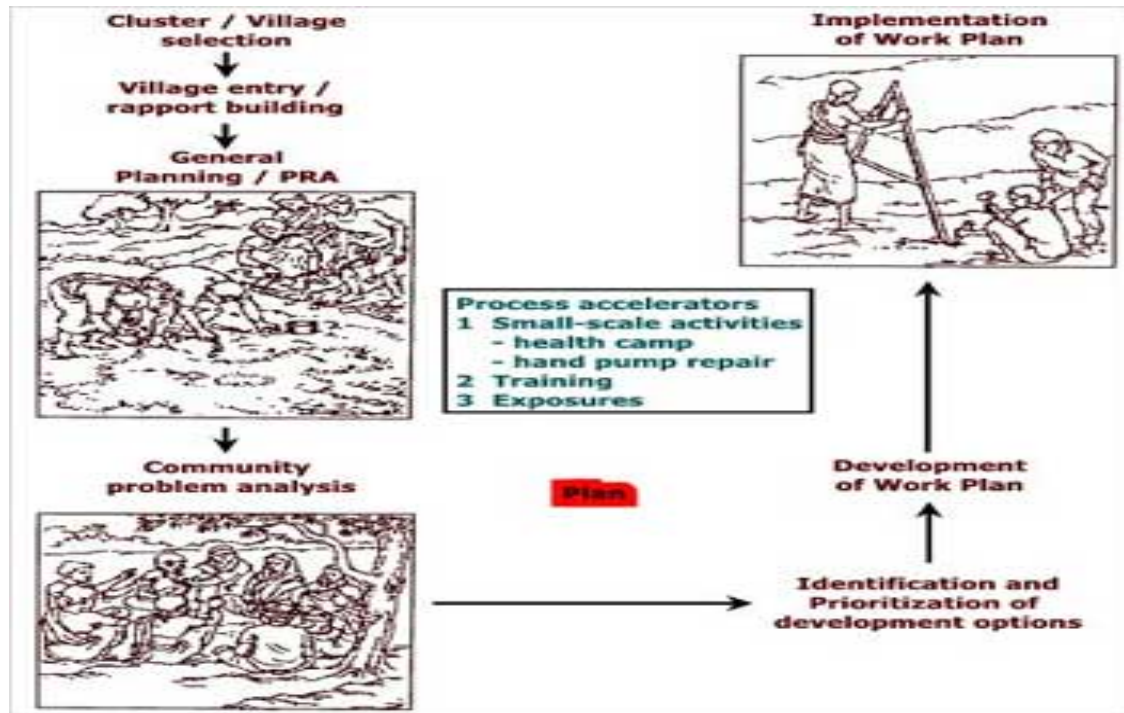 Cluster / Village
selection
Village entry /
rapport building
General
Planning / PRA
Community
problem analysis
Process accelerators
1 Small-scale activities
- health camp
- hand pump repair
2 Training
3 Exposures
Plan
Identification and
Prioritization of
development options
Development
of Work Plan
Implementation
of Work Plan